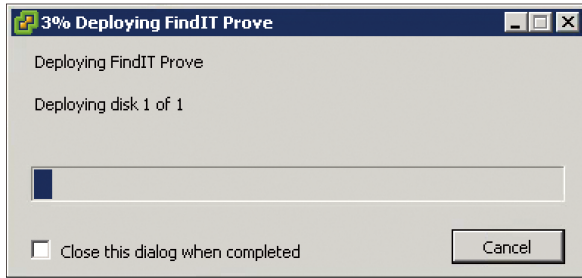 3% Deploying FindIT Prove
Deploying FindIT Prove
Deploying disk 1 of 1
Close this dialog when completed
Cancel